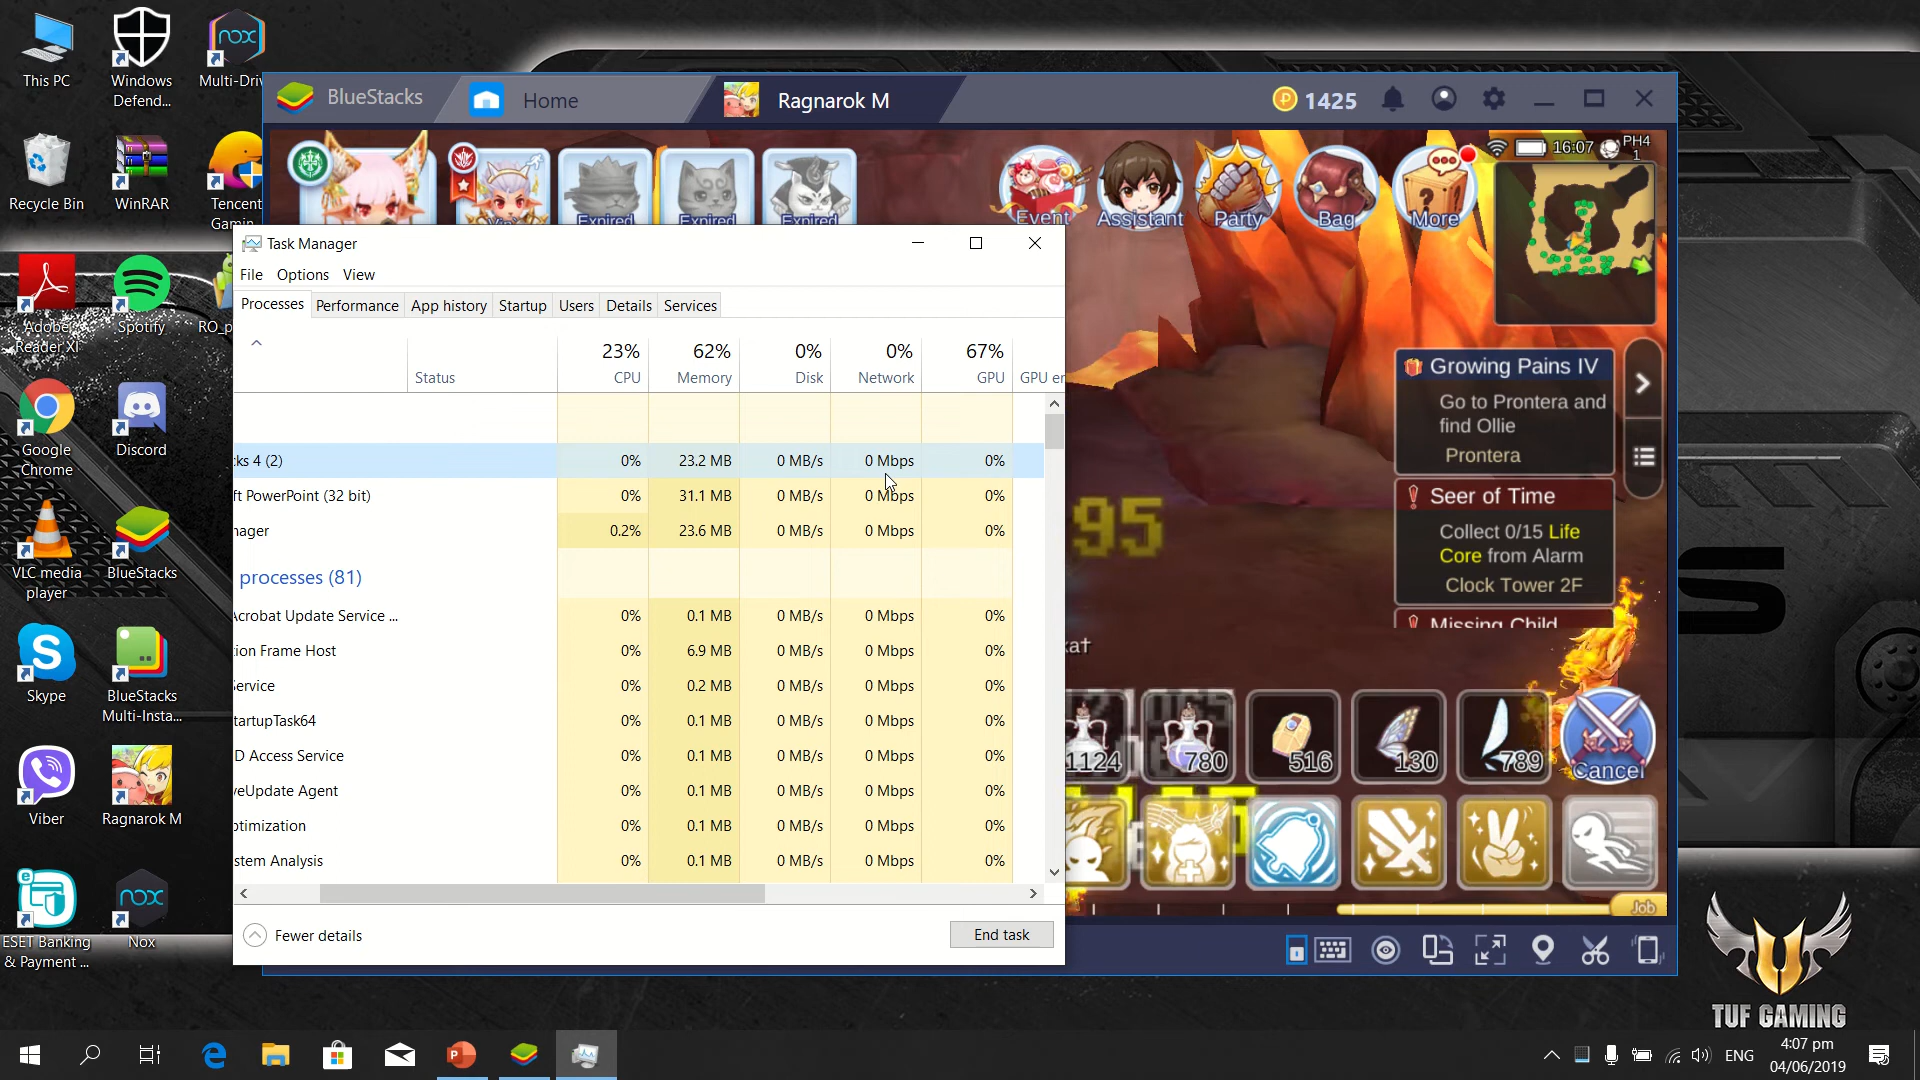 This PC
Windows
Defend...
Multi-Driv
nox
Recycle Bin
WinRAR
Tencent
Gamin
Adobe
Reader XI
Spotify
RO_p
Google
Chrome
Discord
VLC media
player
BlueStacks
Skype
BlueStacks
Multi-Insta...
Viber
Ragnarok M
ESET Banking
& Payment ...
nox
Nox
BlueStacks
Home
Ragnarok M
1425
Expired
Expired
Expired
Event
Assistant
Party
Bag
More
16:07
PH4
1
Task Manager
File
Options
View
Processes
Performance
App history
Startup
Users
Details
Services
23%
62%
0%
0%
67%
Status
CPU
Memory
Disk
Network
GPU
GPU en
cks 4 (2)
0%
23.2 MB
0 MB/s
0 Mbps
0%
ft PowerPoint (32 bit)
0%
31.1 MB
0 MB/s
0 Mbps
0%
nager
0.2%
23.6 MB
0 MB/s
0 Mbps
0%
processes (81)
Acrobat Update Service ...
0%
0.1 MB
0 MB/s
0 Mbps
0%
ion Frame Host
0%
6.9 MB
0 MB/s
0 Mbps
0%
Service
0%
0.2 MB
0 MB/s
0 Mbps
0%
tartupTask64
0%
0.1 MB
0 MB/s
0 Mbps
0%
D Access Service
0%
0.1 MB
0 MB/s
0 Mbps
0%
veUpdate Agent
0%
0.1 MB
0 MB/s
0 Mbps
0%
ptimization
0%
0.1 MB
0 MB/s
0 Mbps
0%
stem Analysis
0%
0.1 MB
0 MB/s
0 Mbps
0%
Fewer details
End task
95
Growing Pains IV
Go to Prontera and
find Ollie
Prontera
Seer of Time
Collect 0/15 Life
Core from Alarm
Clock Tower 2F
Missing Child
kat
1124
780
516
130
789
Cancel
Job
TUF GAMING
ENG
4:07 pm
04/06/2019